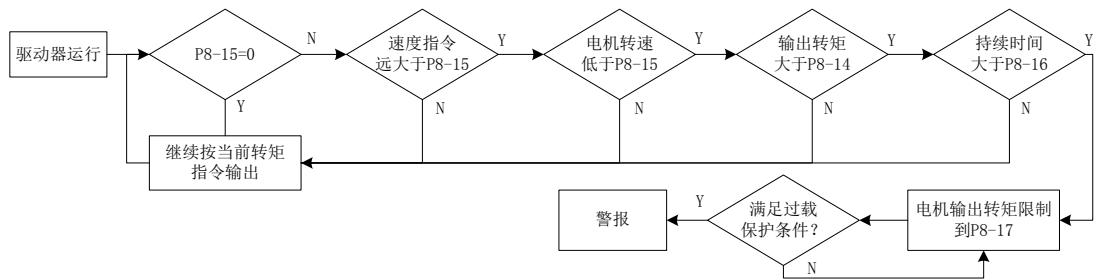 驱动器运行
P8-15=0
N
Y
速度指令
远大于P8-15
Y
N
电机转速
低于P8-15
Y
N
输出转矩
大于P8-14
Y
N
持续时间
大于P8-16
Y
N
继续按当前转矩
指令输出
警报
Y
满足过载
保护条件?
N
电机输出转矩限制
到P8-17